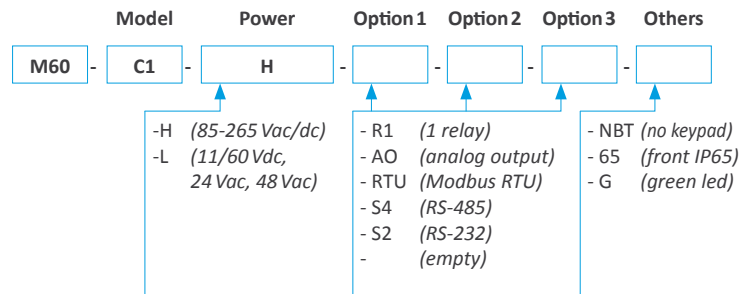 Model Power Option 1 Option 2 Option 3 Others
M60 - C1 - H - - - -
-H (85-265 Vac/dc)
-L (11/60 Vdc,
24 Vac, 48 Vac)
- R1 (1 relay)
- AO (analog output)
- RTU (Modbus RTU)
- S4 (RS-485)
- S2 (RS-232)
- (empty)
- NBT (no keypad)
- 65 (front IP65)
- G (green led)